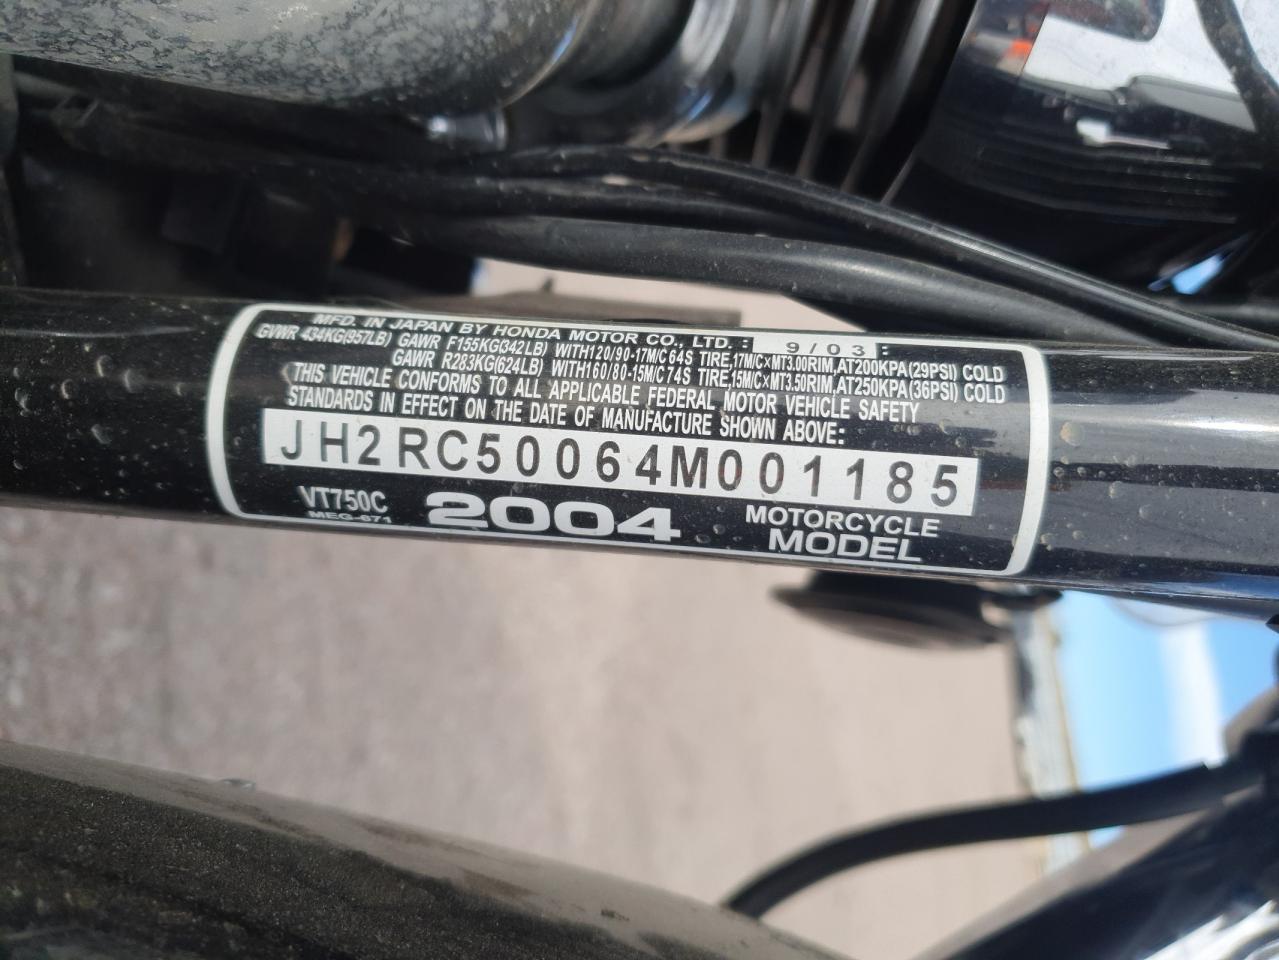 MFD. IN JAPAN BY HONDA MOTOR CO., LTD. : 9/03 :
GVWR 434KG(957LB) GAWR F155KG(342LB) WITH120/90-17M/C 64S TIRE,17M/C×MT3.00RIM,AT200KPA(29PSI) COLD
GAWR R283KG(624LB) WITH160/80-15M/C 74S TIRE,15M/C×MT3.50RIM,AT250KPA(36PSI) COLD
THIS VEHICLE CONFORMS TO ALL APPLICABLE FEDERAL MOTOR VEHICLE SAFETY
STANDARDS IN EFFECT ON THE DATE OF MANUFACTURE SHOWN ABOVE:
JH2RC50064M001185
VT750C 2004 MOTORCYCLE
MEG-671 MODEL